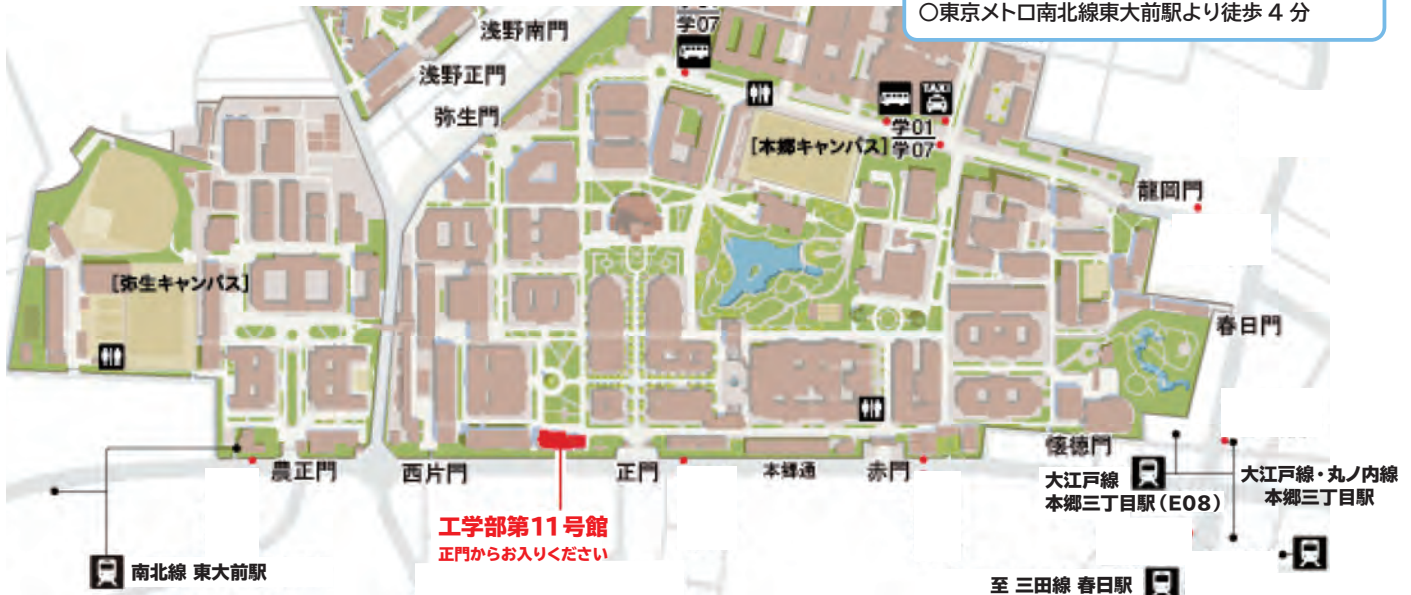 〇東京メトロ南北線東大前駅より徒歩 4 分
学07
浅野南門
浅野正門
弥生門
TAXI
学01
学07
[本郷キャンパス]
龍岡門
[弥生キャンパス]
春日門
農正門
西片門
正門
本郷通
赤門
懐徳門
大江戸線
本郷三丁目駅（E08）
大江戸線・丸ノ内線
本郷三丁目駅
工学部第11号館
正門からお入りください
南北線 東大前駅
至 三田線 春日駅